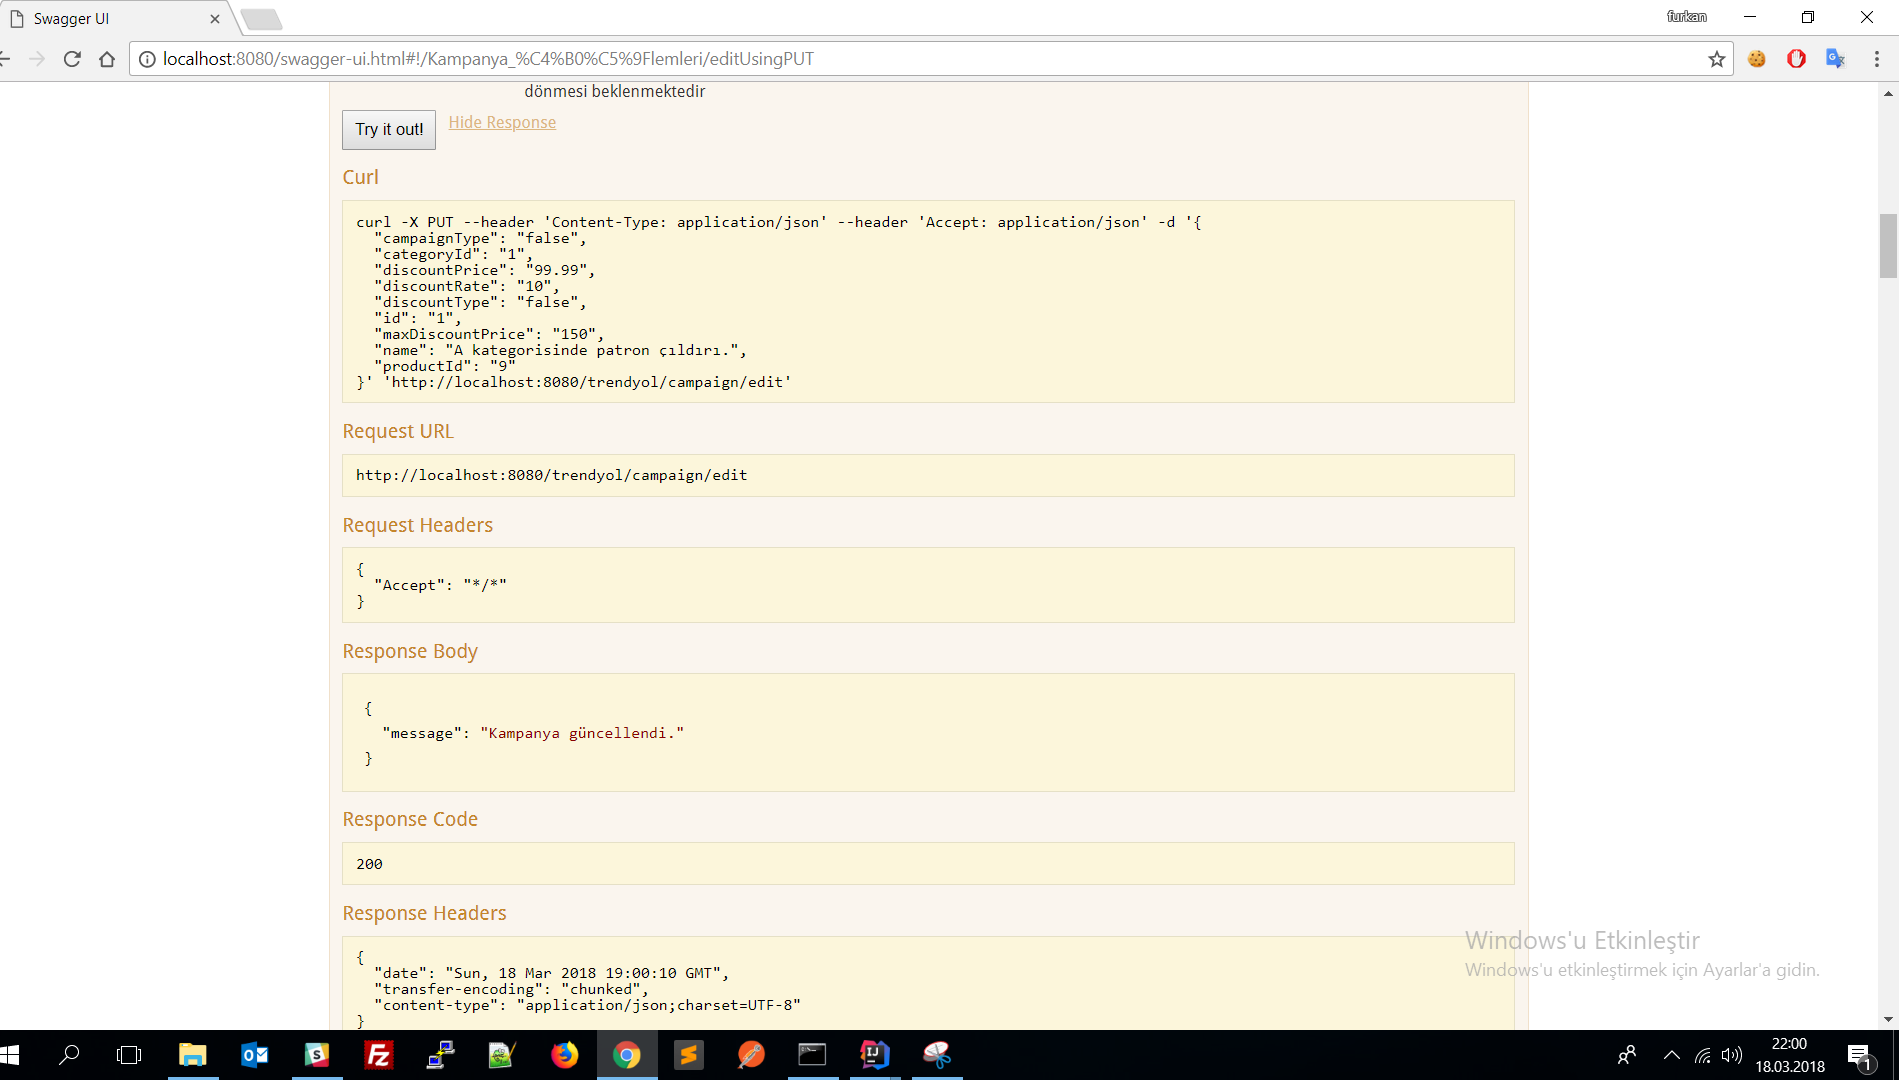 Swagger UI
furkan
localhost:8080/swagger-ui.html#!/Kampanya_%C4%B0%C5%9Flemleri/editUsingPUT
dönmesi beklenmektedir
Try it out!
Hide Response
Curl
curl -X PUT --header 'Content-Type: application/json' --header 'Accept: application/json' -d '{
"campaignType": "false",
"categoryId": "1",
"discountPrice": "99.99",
"discountRate": "10",
"discountType": "false",
"id": "1",
"maxDiscountPrice": "150",
"name": "A kategorisinde patron çıldırı.",
"productId": "9"
}' 'http://localhost:8080/trendyol/campaign/edit'
Request URL
http://localhost:8080/trendyol/campaign/edit
Request Headers
{
"Accept": "*/*"
}
Response Body
{
"message": "Kampanya güncellendi."
}
Response Code
200
Response Headers
{
"date": "Sun, 18 Mar 2018 19:00:10 GMT",
"transfer-encoding": "chunked",
"content-type": "application/json;charset=UTF-8"
}
Windows'u Etkinleştir
Windows'u etkinleştirmek için Ayarlar'a gidin.
22:00
18.03.2018
1